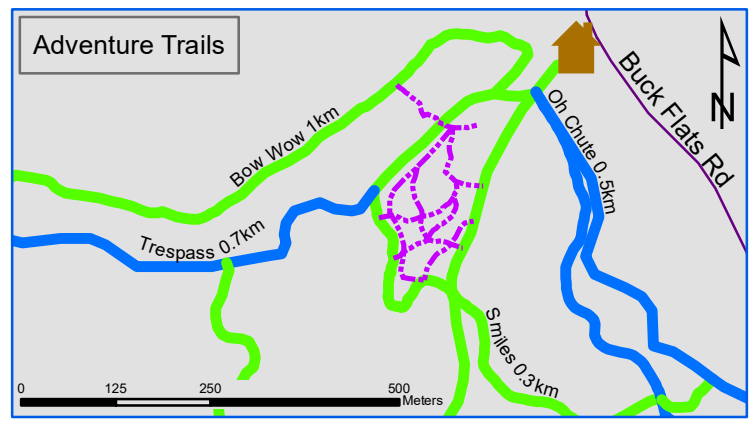 Adventure Trails
Buck Flats Rd
N
Bow Wow 1km
Oh Chute 0.5km
Trespass 0.7km
Smiles 0.3km
0 125 250 500
Meters